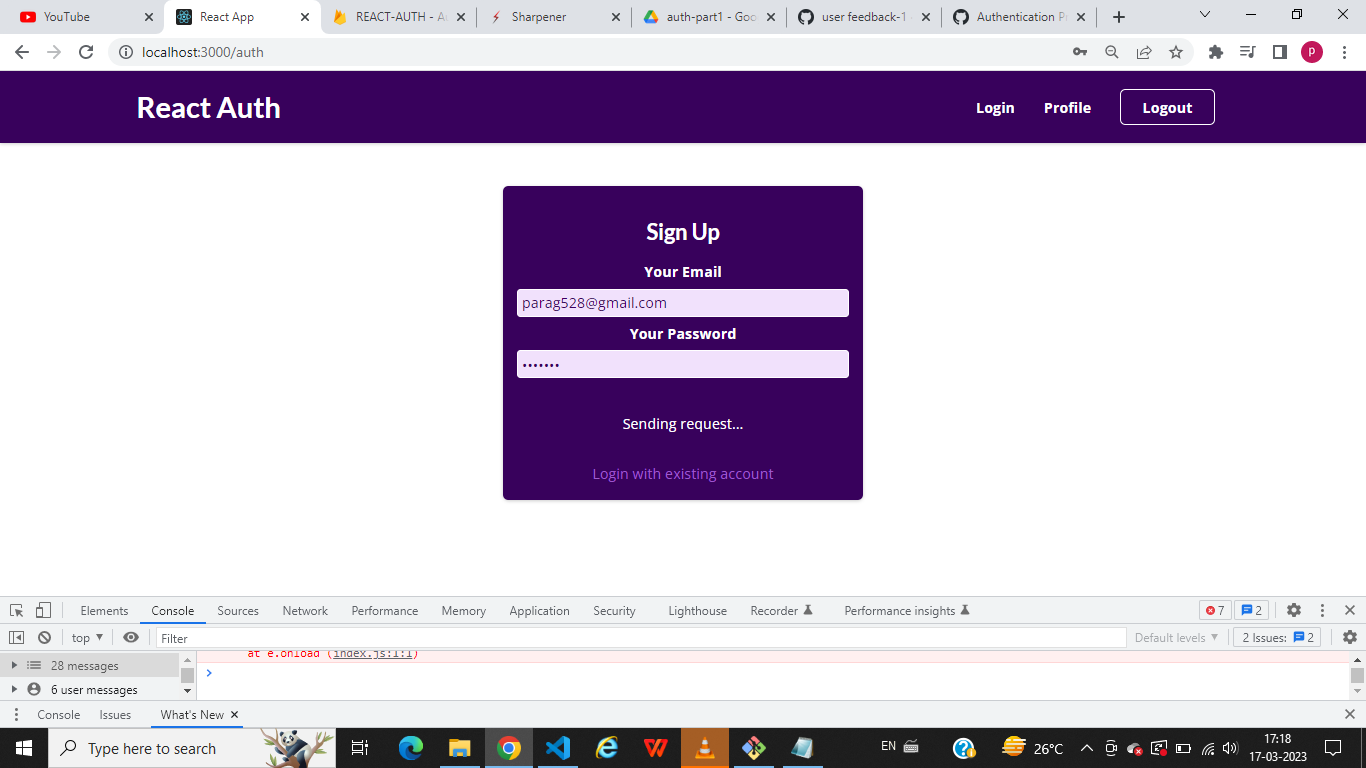 YouTube
React App
REACT-AUTH - A
Sharpener
auth-part1 - Goo
user feedback-1
Authentication P
localhost:3000/auth
P
React Auth
Login
Profile
Logout
Sign Up
Your Email
parag528@gmail.com
Your Password
•••••••
Sending request...
Login with existing account
Elements
Console
Sources
Network
Performance
Memory
Application
Security
Lighthouse
Recorder
Performance insights
7
2
top
Filter
Default levels
2 Issues:
2
28 messages
6 user messages
at e.onload (index.js:1:1)
Console
Issues
What's New
Type here to search
EN
26°C
17:18
17-03-2023